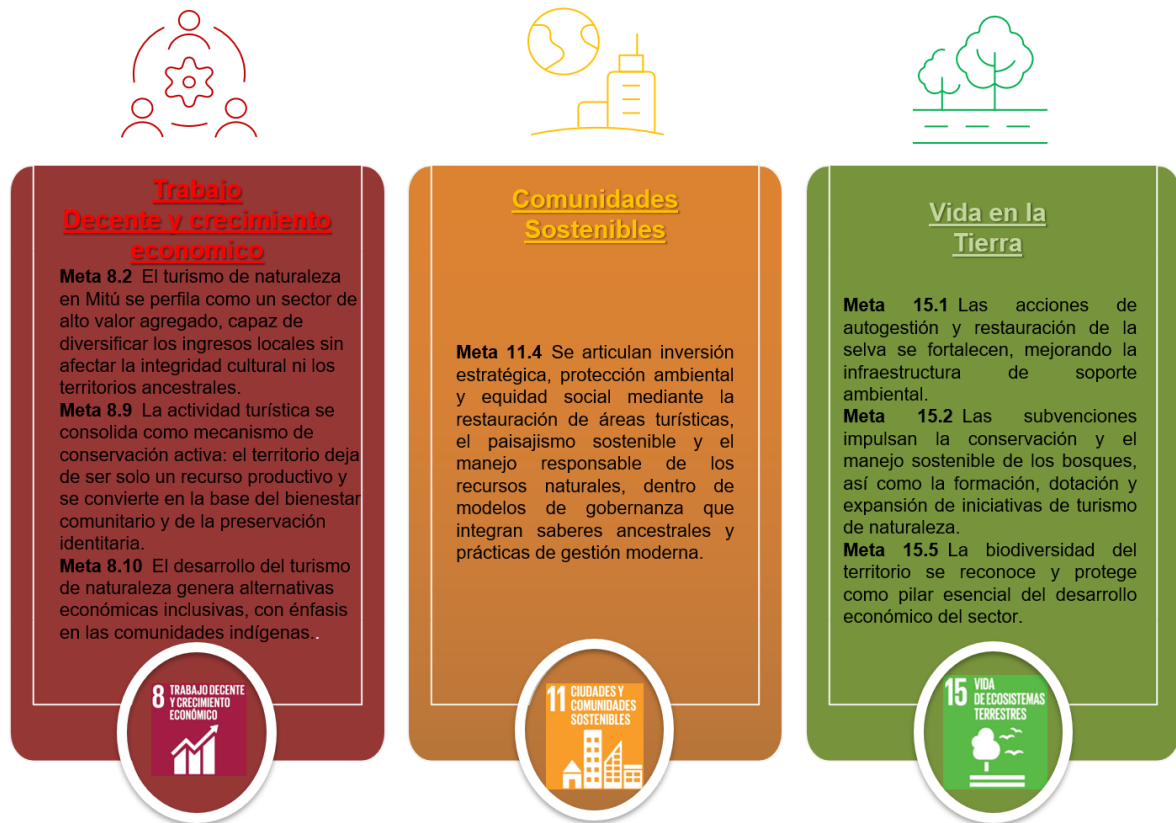 Trabajo
Decente y crecimiento
economico
Meta 8.2 El turismo de naturaleza
en Mitú se perfila como un sector de
alto valor agregado, capaz de
diversificar los ingresos locales sin
afectar la integridad cultural ni los
territorios ancestrales.
Meta 8.9 La actividad turística se
consolida como mecanismo de
conservación activa: el territorio deja
de ser solo un recurso productivo y
se convierte en la base del bienestar
comunitario y de la preservación
identitaria.
Meta 8.10 El desarrollo del turismo
de naturaleza genera alternativas
económicas inclusivas, con énfasis
en las comunidades indígenas..
8 TRABAJO DECENTE
Y CRECIMIENTO
ECONÓMICO
Comunidades
Sostenibles
Meta 11.4 Se articulan inversión
estratégica, protección ambiental
y equidad social mediante la
restauración de áreas turísticas,
el paisajismo sostenible y el
manejo responsable de los
recursos naturales, dentro de
modelos de gobernanza que
integran saberes ancestrales y
prácticas de gestión moderna.
11 CIUDADES Y
COMUNIDADES
SOSTENIBLES
Vida en la
Tierra
Meta 15.1 Las acciones de
autogestión y restauración de la
selva se fortalecen, mejorando la
infraestructura de soporte
ambiental.
Meta 15.2 Las subvenciones
impulsan la conservación y el
manejo sostenible de los bosques,
así como la formación, dotación y
expansión de iniciativas de turismo
de naturaleza.
Meta 15.5 La biodiversidad del
territorio se reconoce y protege
como pilar esencial del desarrollo
económico del sector.
15 VIDA
DE ECOSISTEMAS
TERRESTRES